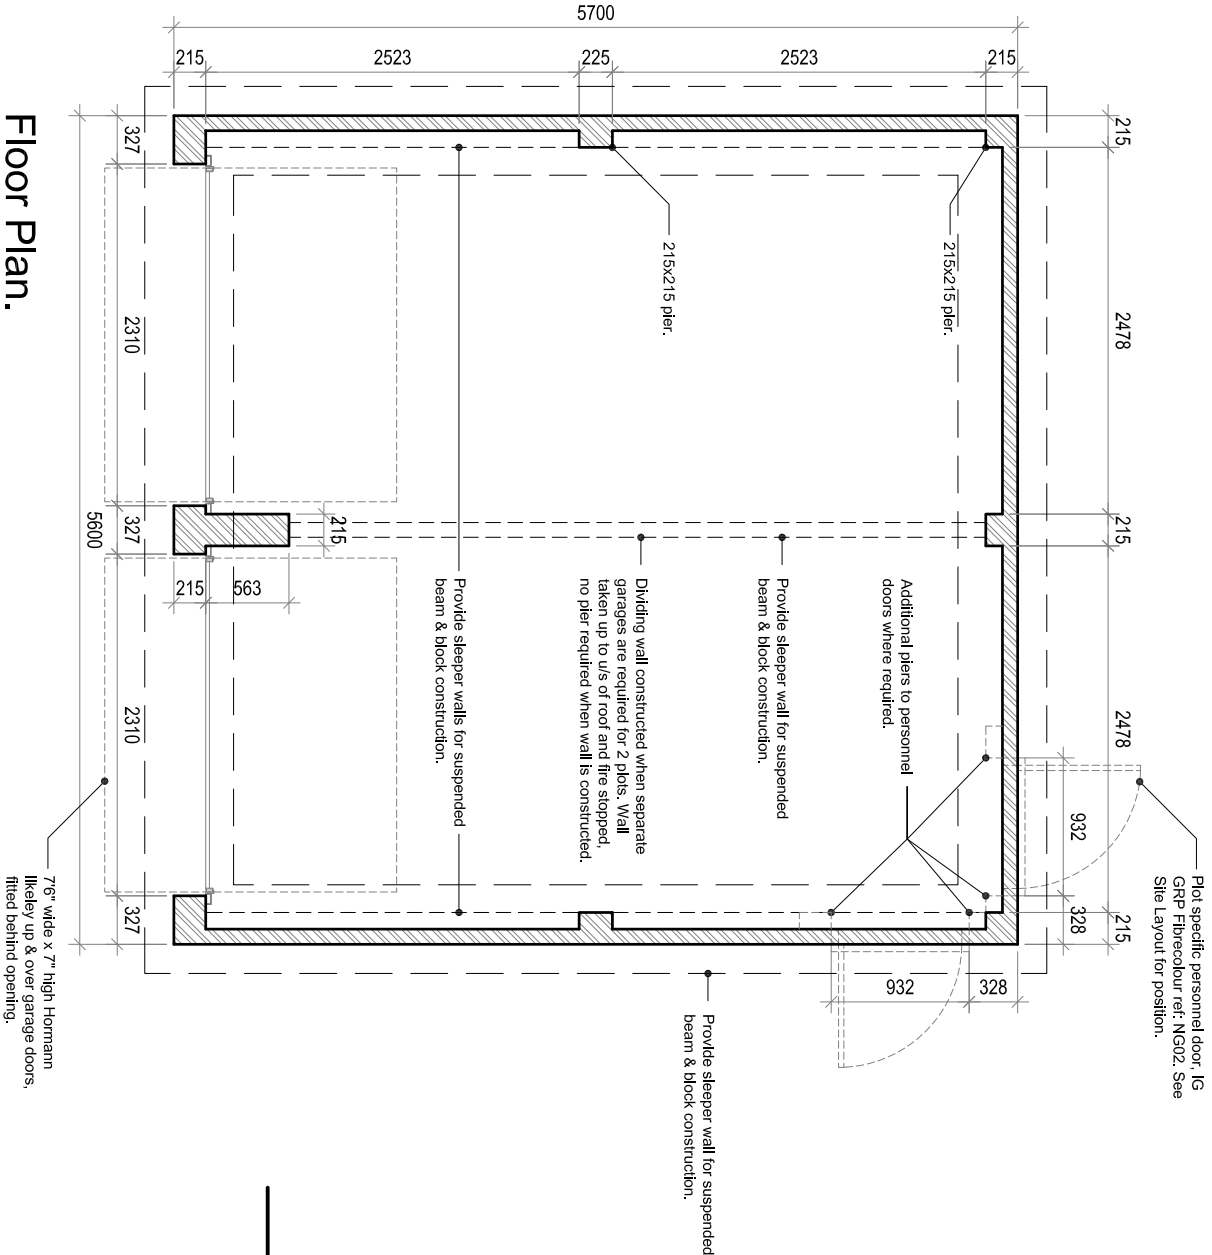 5700
215
2523
225
2523
215
Floor Plan.
327
2310
327
2310
327
5600
215
2478
215
2478
215
215x215 pier.
215x215 pier.
215
215
563
Provide sleeper walls for suspended
beam & block construction.
Dividing wall constructed when separate
garages are required for 2 plots. Wall
taken up to u/s of roof and fire stopped,
no pier required when wall is constructed.
Provide sleeper wall for suspended
beam & block construction.
Additional piers to personnel
doors where required.
932
328
932
328
Plot specific personnel door, IG
GRP Fibrecolour ref: NG02. See
Site Layout for position.
7'6" wide x 7" high Hormann
Ilkeley up & over garage doors,
fitted behind opening.
Provide sleeper wall for suspended
beam & block construction.